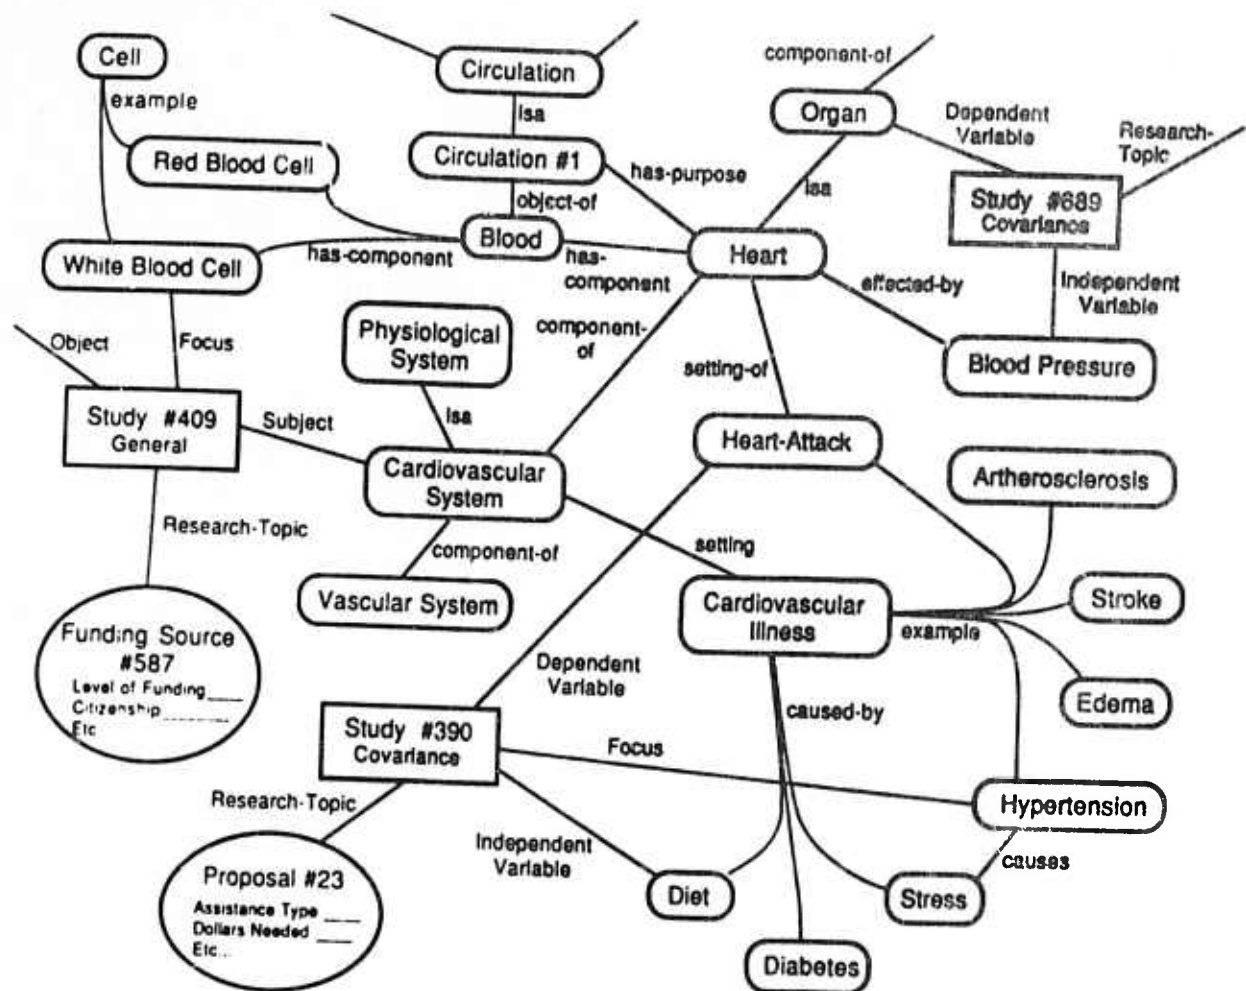 component-of
Cell
Circulation
example
Isa
Organ
Dependent
Variable
Research-
Topic
Red Blood Cell
Circulation #1
has-purpose
Isa
object-of
Study #689
Covariance
Blood
White Blood Cell
has-component
has-
component
Heart
effected-by
Independent
Variable
Physiological
System
component-
of
Object
Focus
Blood Pressure
setting-of
Study #409
General
Subject
Isa
Heart-Attack
Cardiovascular
System
Artherosclerosis
Research-Topic
component-of
setting
Vascular System
Cardiovascular
Illness
Stroke
example
Funding Source
#587
Level of Funding____
Citizenship
Etc
Dependent
Variable
Edema
caused-by
Study #390
Covariance
Focus
Research-Topic
Hypertension
Independent
Variable
causes
Proposal #23
Assistance Type ____
Dollars Needed ____
Etc...
Diet
Stress
Diabetes